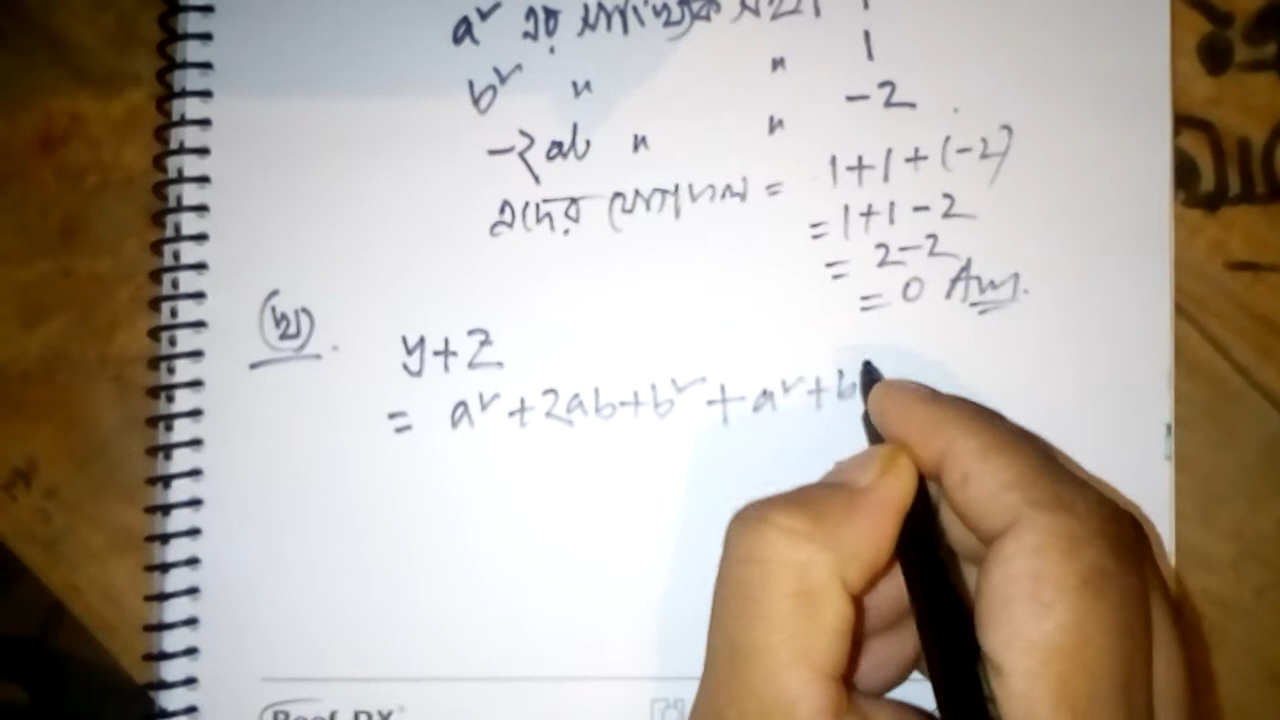 a² এর সাংখ্যিক সহগ 1
b² " " 1
-2ab " " -2
এদের যোগফল = 1+1+(-2)
= 1+1-2
= 2-2
= 0 Ans.
(খ). y+z
= a²+2ab+b²+a²+b